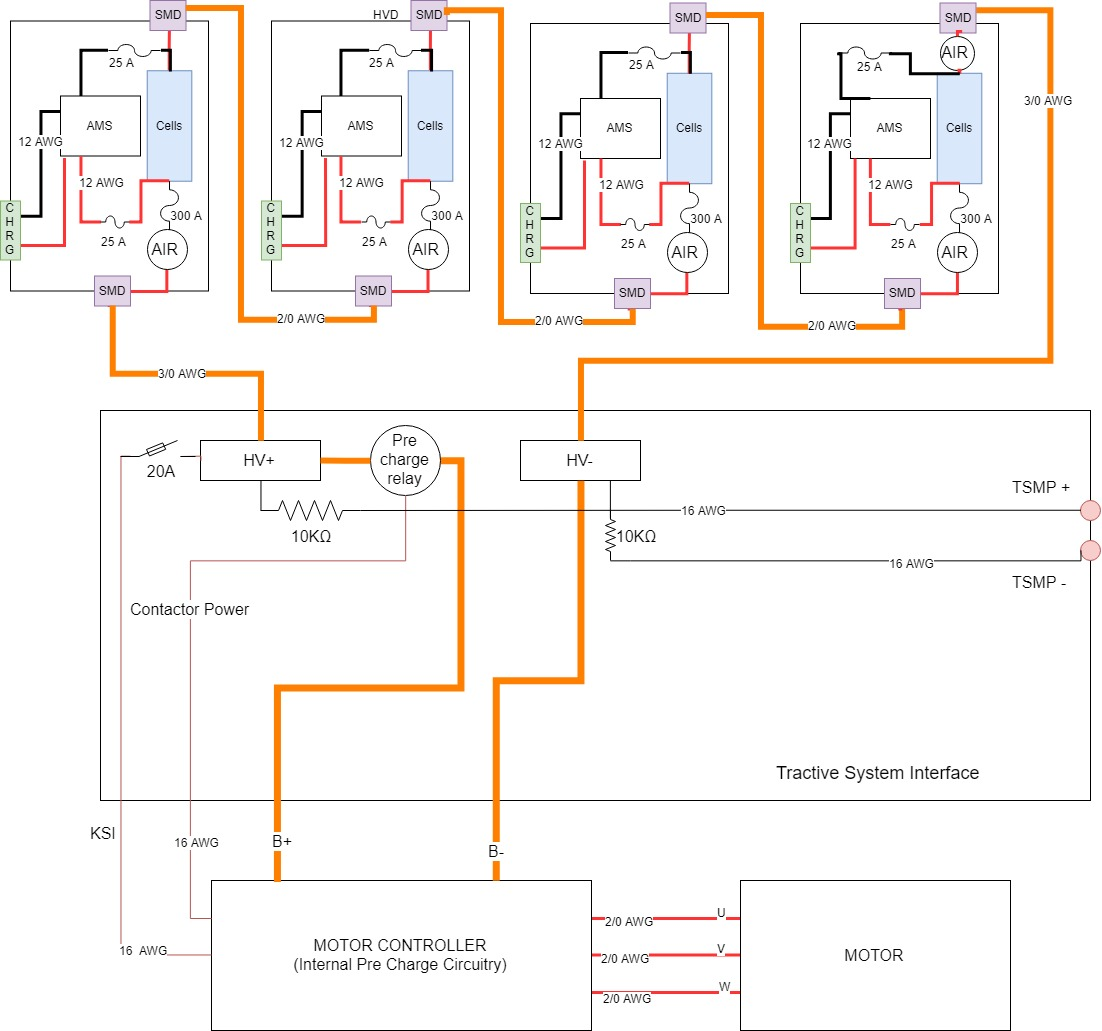 SMD
HVD
SMD
SMD
SMD
AIR
25 A
25 A
25 A
25 A
3/0 AWG
AMS
Cells
AMS
Cells
AMS
Cells
AMS
Cells
12 AWG
12 AWG
12 AWG
12 AWG
12 AWG
12 AWG
12 AWG
12 AWG
CHRG
CHRG
CHRG
CHRG
300 A
300 A
300 A
300 A
25 A
25 A
25 A
25 A
AIR
AIR
AIR
AIR
SMD
SMD
SMD
SMD
2/0 AWG
2/0 AWG
2/0 AWG
3/0 AWG
20A
HV+
Pre
charge
relay
HV-
TSMP +
16 AWG
10KΩ
10KΩ
16 AWG
TSMP -
Contactor Power
Tractive System Interface
KSI
16 AWG
B+
B-
16 AWG
MOTOR CONTROLLER
(Internal Pre Charge Circuitry)
2/0 AWG
U
2/0 AWG
V
2/0 AWG
W
MOTOR